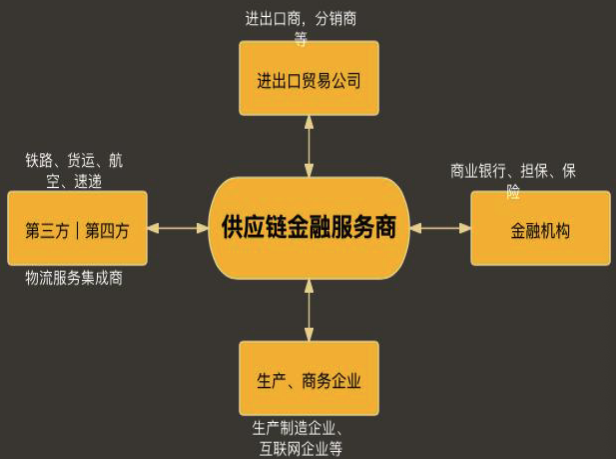 进出口商，分销商
等
进出口贸易公司
铁路、货运、航
空、速递
第三方｜第四方
物流服务集成商
供应链金融服务商
商业银行、担保、保
险
金融机构
生产、商务企业
生产制造企业、
互联网企业等